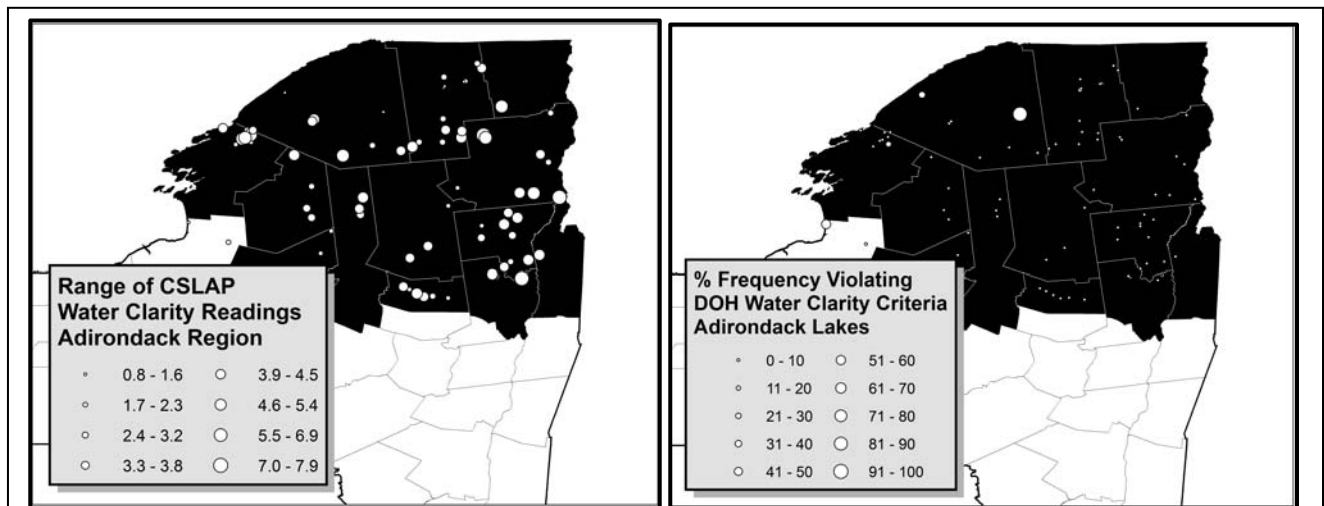 Range of CSLAP
Water Clarity Readings
Adirondack Region
0.8 - 1.6
3.9 - 4.5
1.7 - 2.3
4.6 - 5.4
2.4 - 3.2
5.5 - 6.9
3.3 - 3.8
7.0 - 7.9
% Frequency Violating
DOH Water Clarity Criteria
Adirondack Lakes
0 - 10
51 - 60
11 - 20
61 - 70
21 - 30
71 - 80
31 - 40
81 - 90
41 - 50
91 - 100